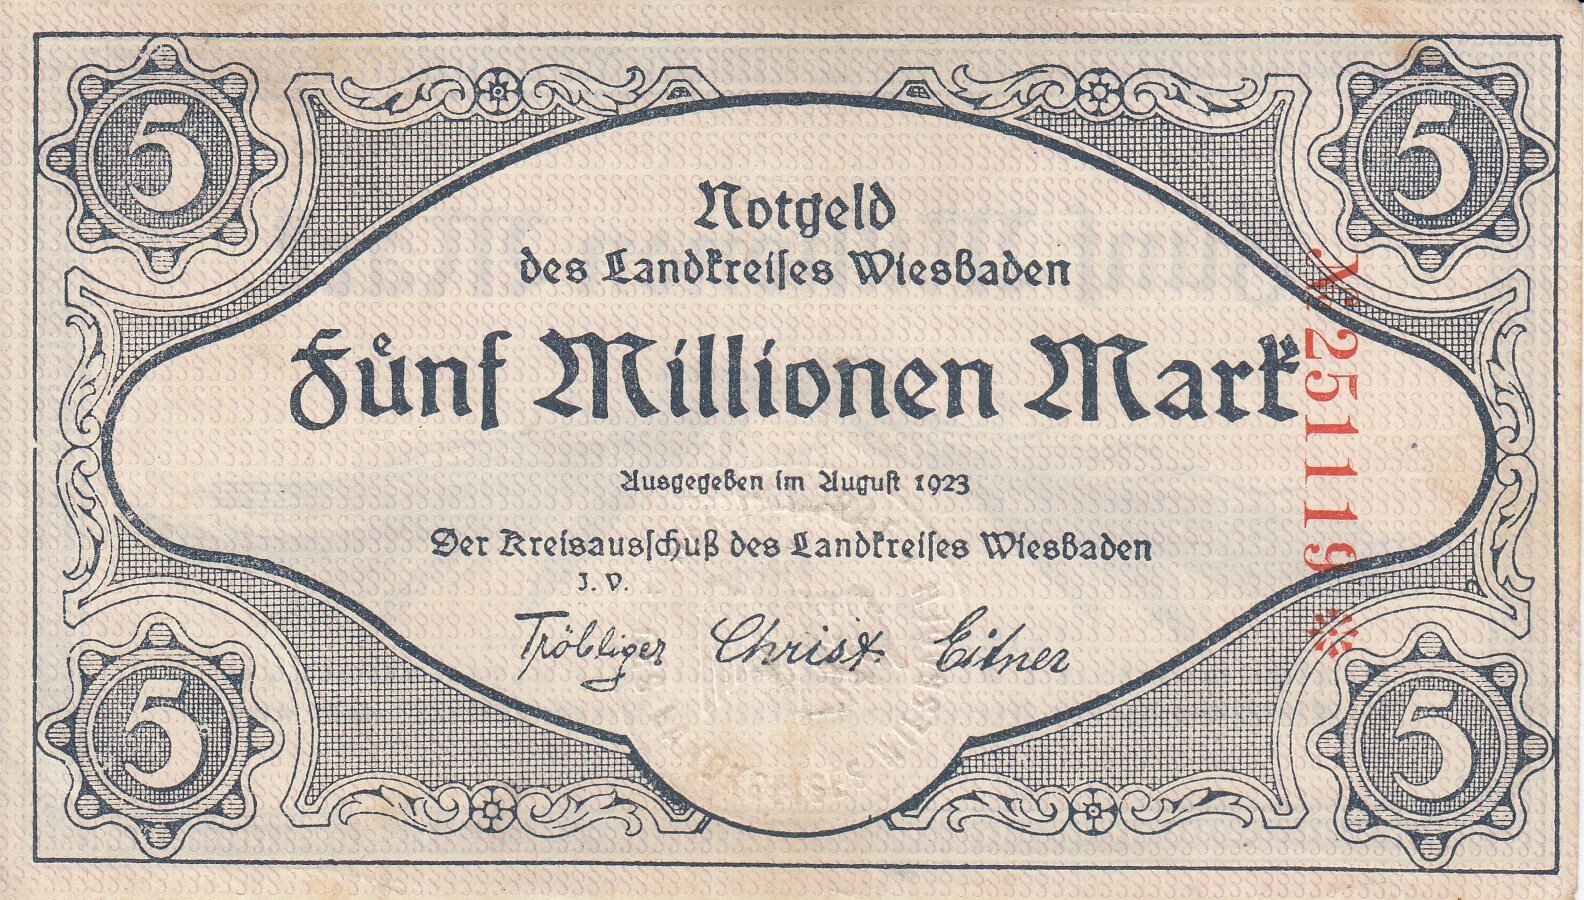 5
5
Notgeld
des Landkreiſes Wiesbaden
Fünf Millionen Mark
Ausgegeben im Auguſt 1923
Der Kreisausſchuß des Landkreiſes Wiesbaden
J. V.
Christ. Eitner
№ 251119
5
5